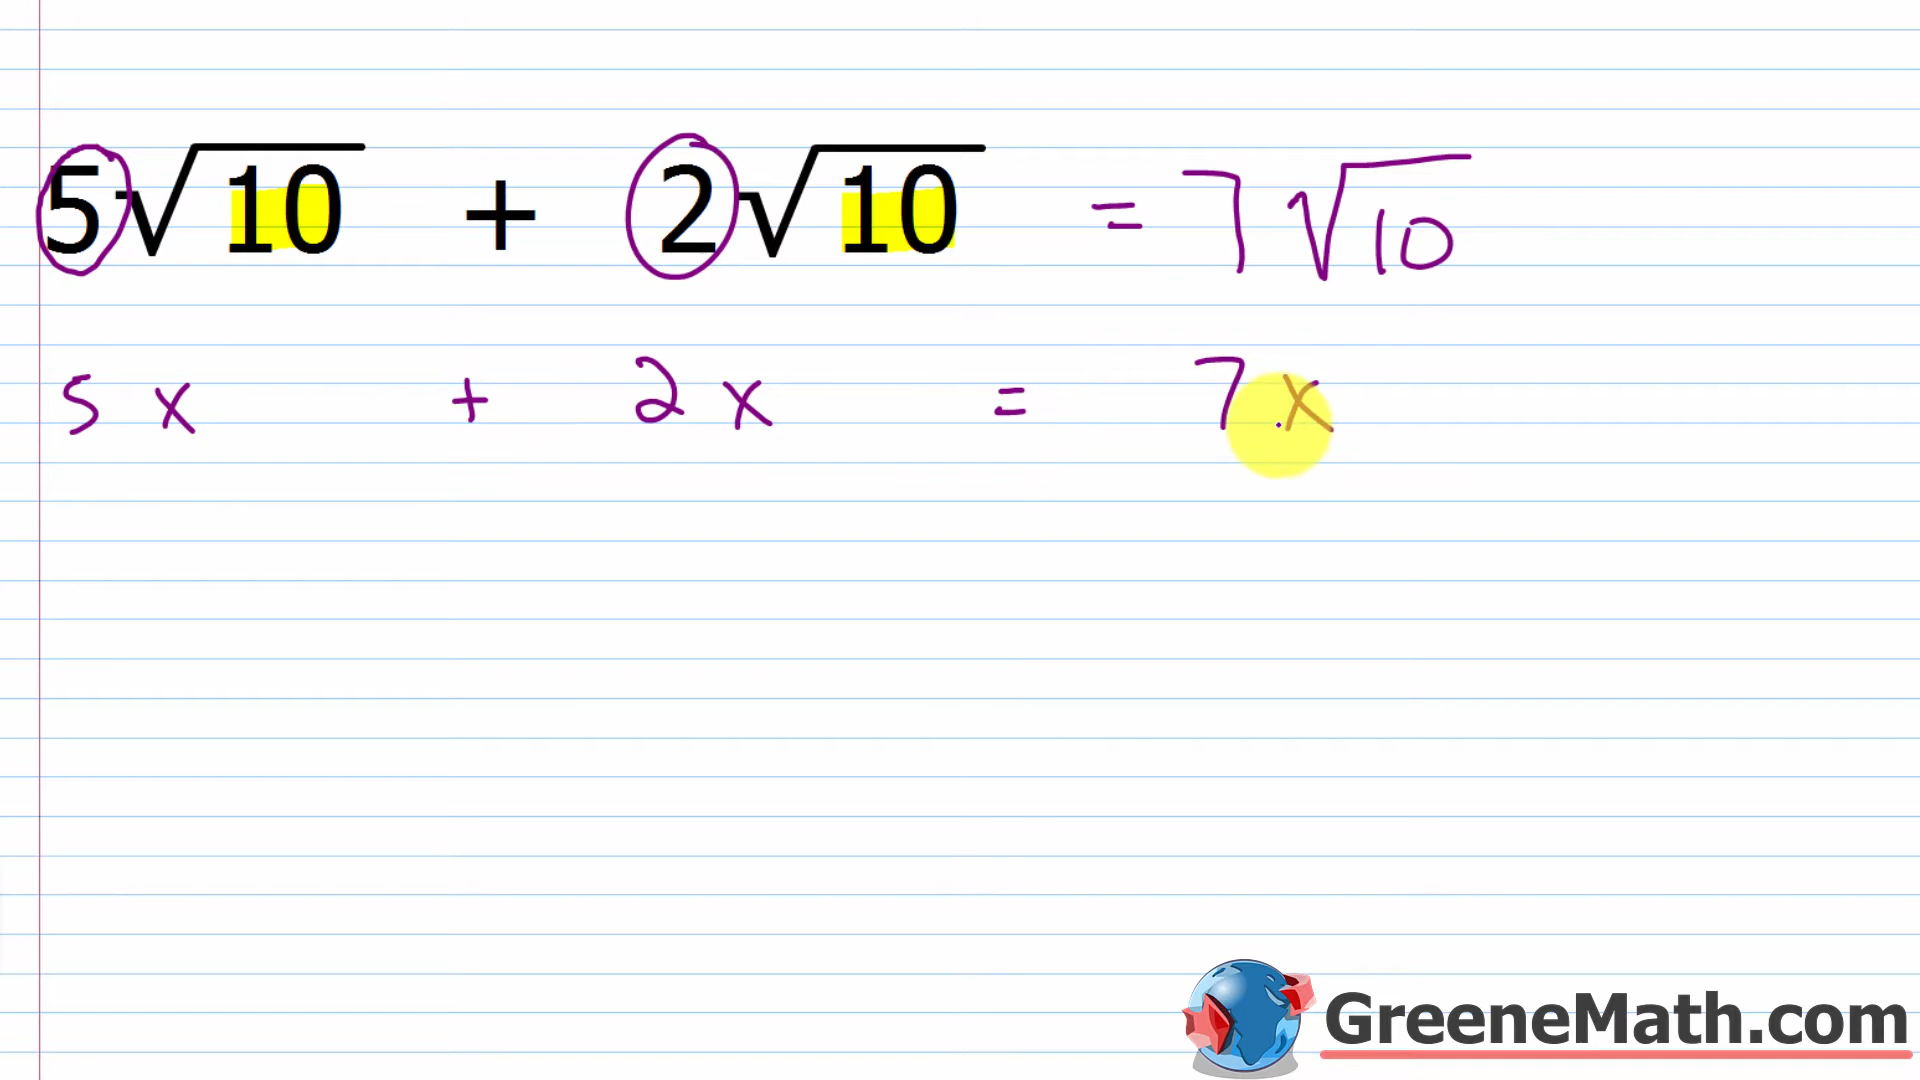 5√10 + 2√10 = 7√10
5x + 2x = 7x
GreeneMath.com